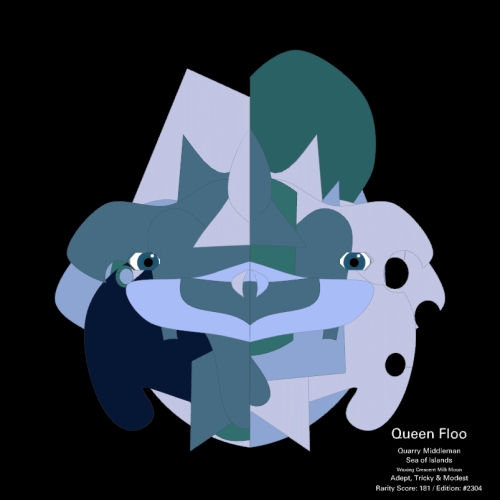 Queen Floo
Quarry Middleman
Sea of Islands
Waxing Crescent Milk Moon
Adept, Tricky & Modest
Rarity Score: 181 / Edition: #2304